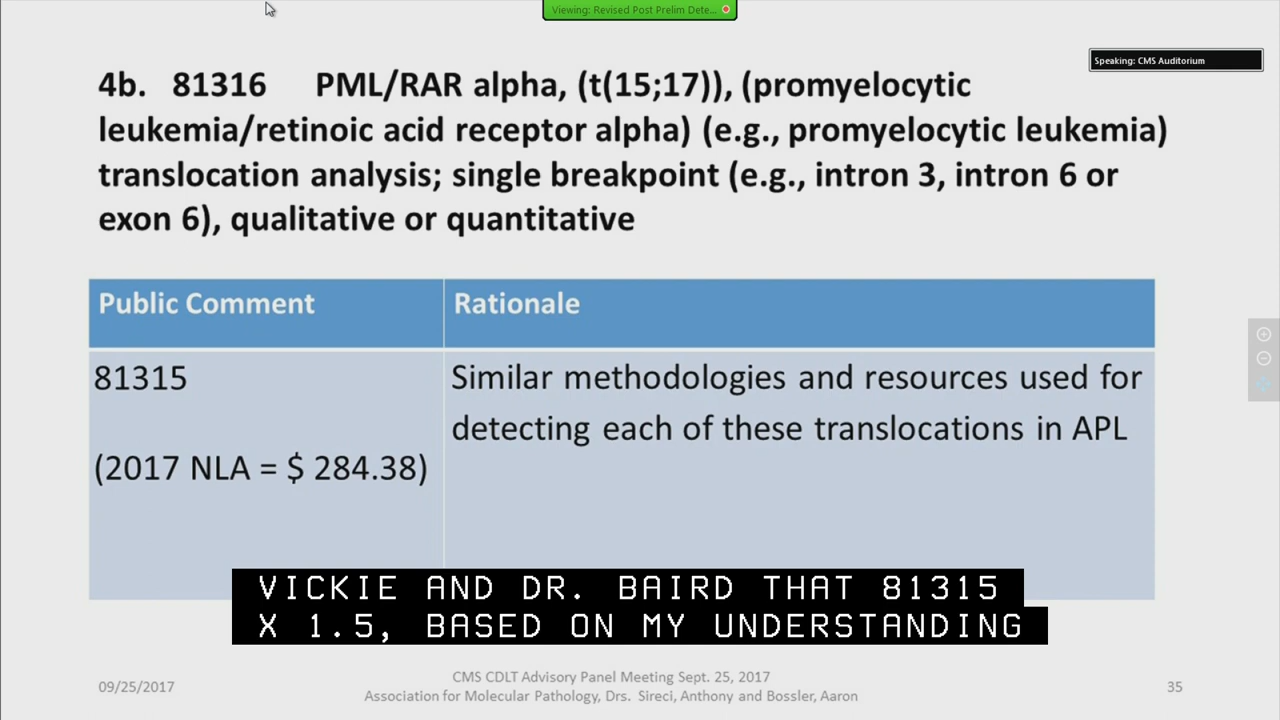 Viewing: Revised Post Prelim Dete...
Speaking: CMS Auditorium
4b. 81316 PML/RAR alpha, (t(15;17)), (promyelocytic
leukemia/retinoic acid receptor alpha) (e.g., promyelocytic leukemia)
translocation analysis; single breakpoint (e.g., intron 3, intron 6 or
exon 6), qualitative or quantitative
Public Comment Rationale
81315 Similar methodologies and resources used for
detecting each of these translocations in APL
(2017 NLA = $ 284.38)
VICKIE AND DR. BAIRD THAT 81315
X 1.5, BASED ON MY UNDERSTANDING
CMS CDLT Advisory Panel Meeting Sept. 25, 2017
09/25/2017 Association for Molecular Pathology, Drs. Sireci, Anthony and Bossler, Aaron 35